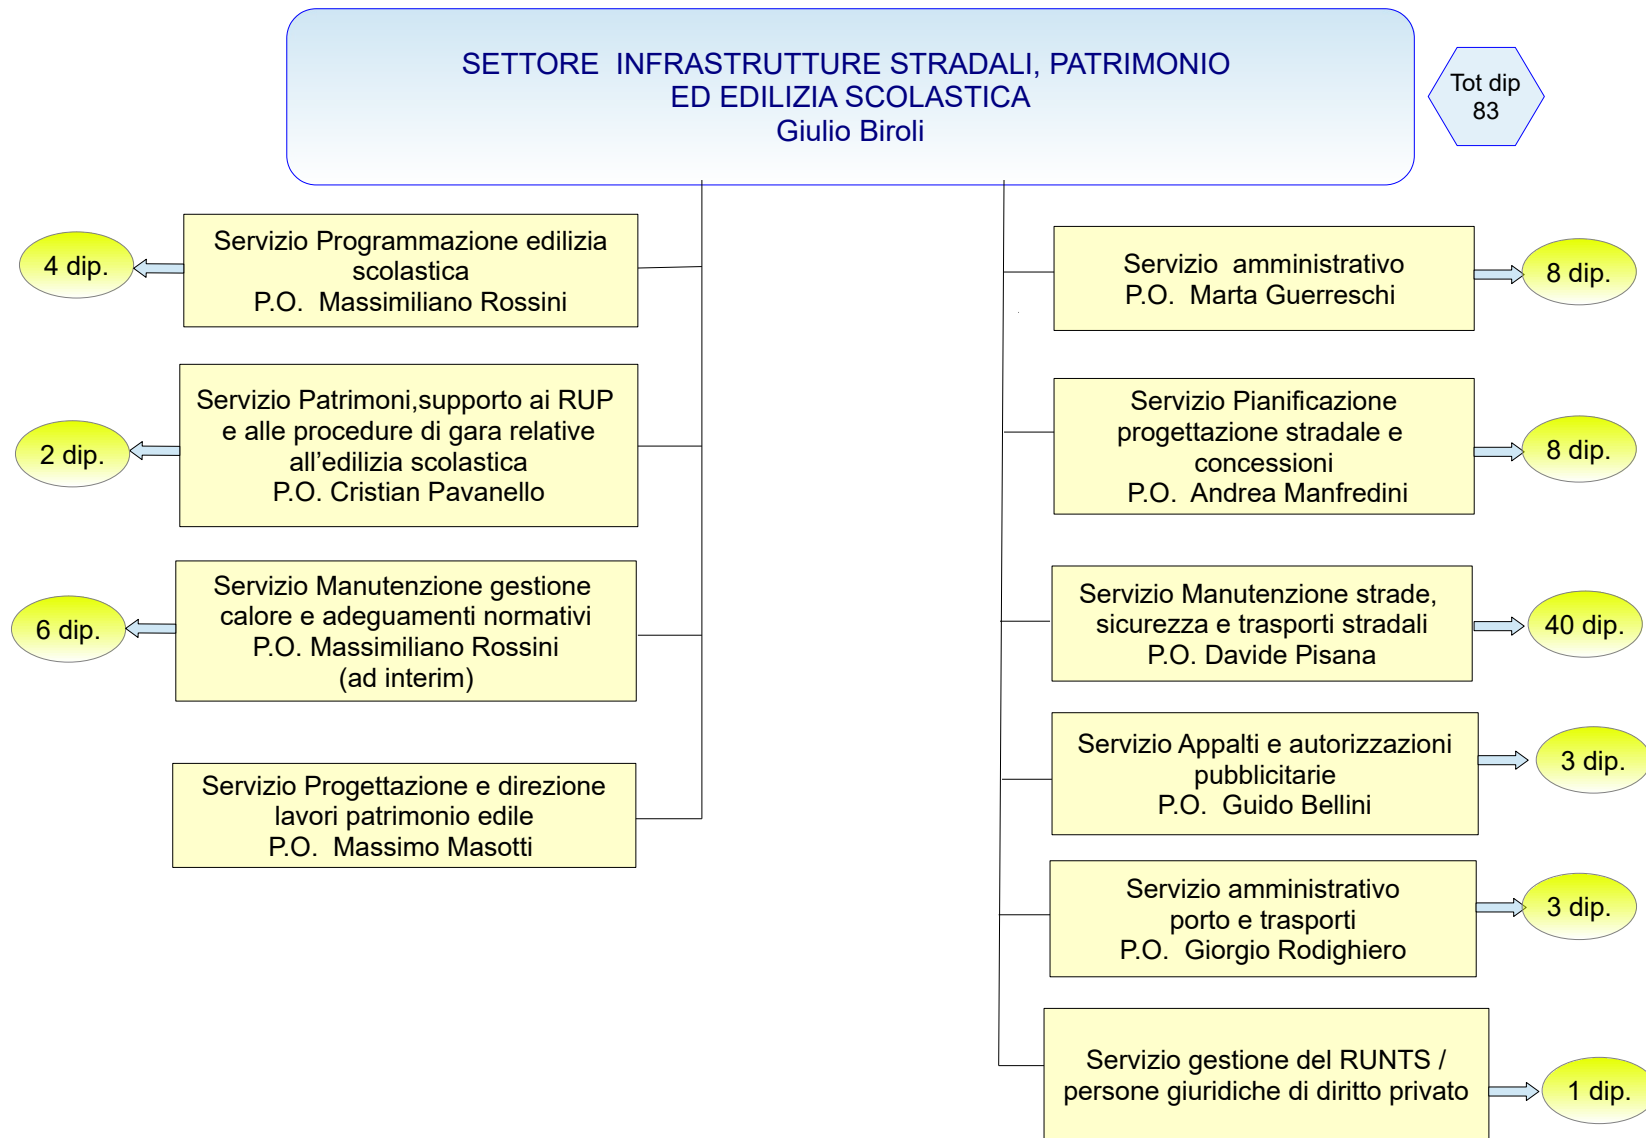 SETTORE  INFRASTRUTTURE STRADALI, PATRIMONIO
ED EDILIZIA SCOLASTICA
Giulio Biroli
Tot dip
83
Servizio Programmazione edilizia
scolastica
P.O.  Massimiliano Rossini
4 dip.
Servizio Patrimoni,supporto ai RUP
e alle procedure di gara relative
all’edilizia scolastica
P.O. Cristian Pavanello
2 dip.
Servizio Manutenzione gestione
calore e adeguamenti normativi
P.O. Massimiliano Rossini
(ad interim)
6 dip.
Servizio Progettazione e direzione
lavori patrimonio edile
P.O.  Massimo Masotti
Servizio  amministrativo
P.O.  Marta Guerreschi
8 dip.
Servizio Pianificazione
progettazione stradale e
concessioni
P.O.  Andrea Manfredini
8 dip.
Servizio Manutenzione strade,
sicurezza e trasporti stradali
P.O. Davide Pisana
40 dip.
Servizio Appalti e autorizzazioni
pubblicitarie
P.O.  Guido Bellini
3 dip.
Servizio amministrativo
porto e trasporti
P.O.  Giorgio Rodighiero
3 dip.
Servizio gestione del RUNTS /
persone giuridiche di diritto privato
1 dip.